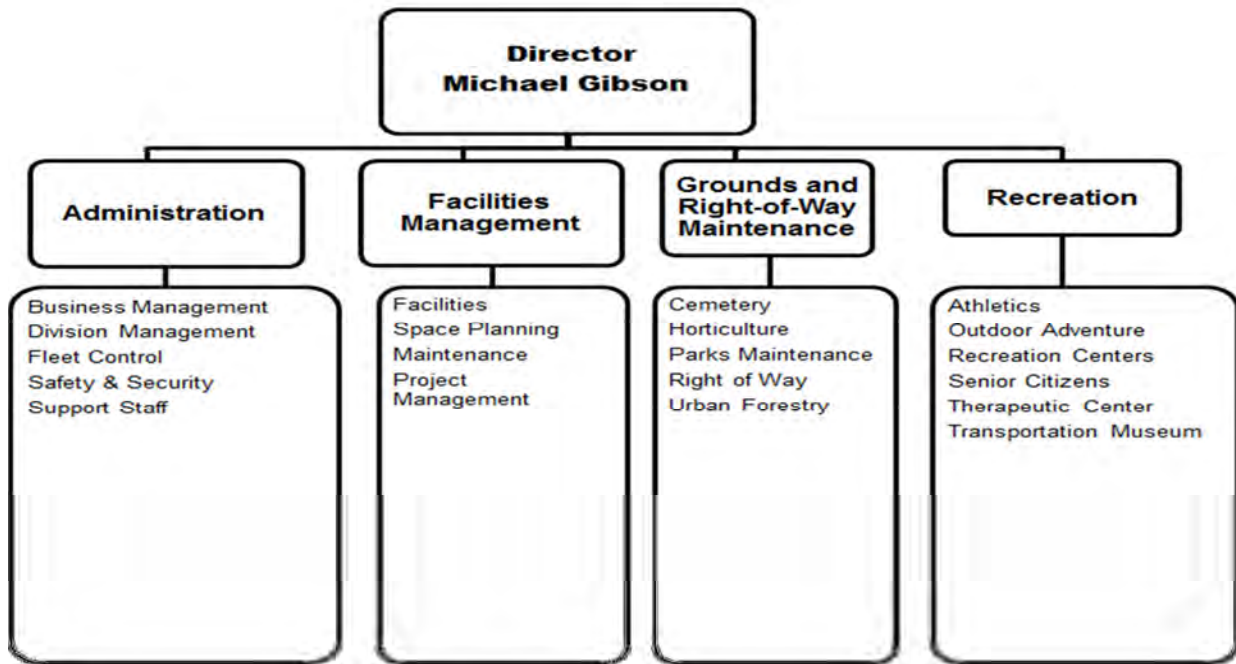 Director
Michael Gibson
Administration
Facilities
Management
Grounds and
Right-of-Way
Maintenance
Recreation
Business Management
Division Management
Fleet Control
Safety & Security
Support Staff
Facilities
Space Planning
Maintenance
Project
Management
Cemetery
Horticulture
Parks Maintenance
Right of Way
Urban Forestry
Athletics
Outdoor Adventure
Recreation Centers
Senior Citizens
Therapeutic Center
Transportation Museum